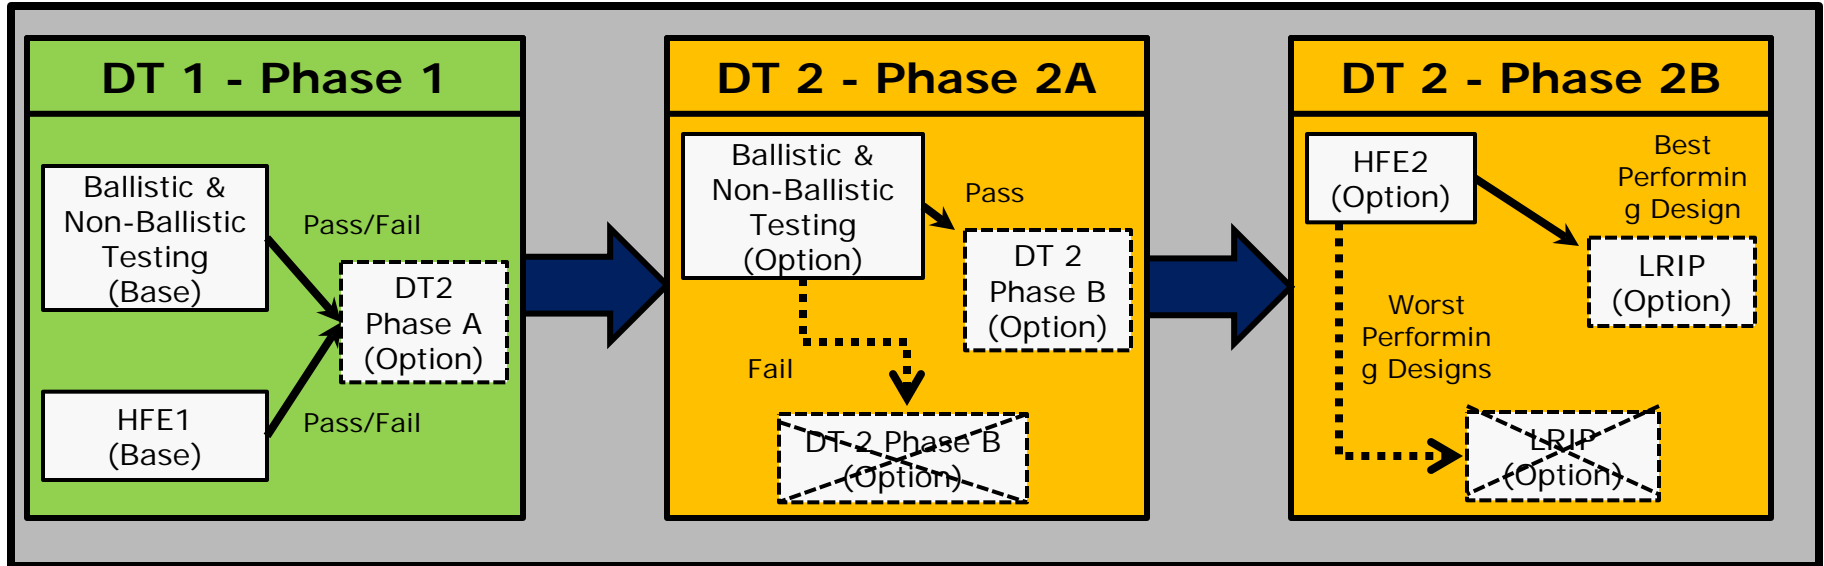 DT 1 - Phase 1
Ballistic &
Non-Ballistic
Testing
(Base)
Pass/Fail
DT2
Phase A
(Option)
HFE1
(Base)
Pass/Fail
DT 2 - Phase 2A
Ballistic &
Non-Ballistic
Testing
(Option)
Pass
DT 2
Phase B
(Option)
Fail
DT 2 Phase B
(Option)
DT 2 - Phase 2B
HFE2
(Option)
Best
Performin
g Design
LRIP
(Option)
Worst
Performin
g Designs
LRIP
(Option)